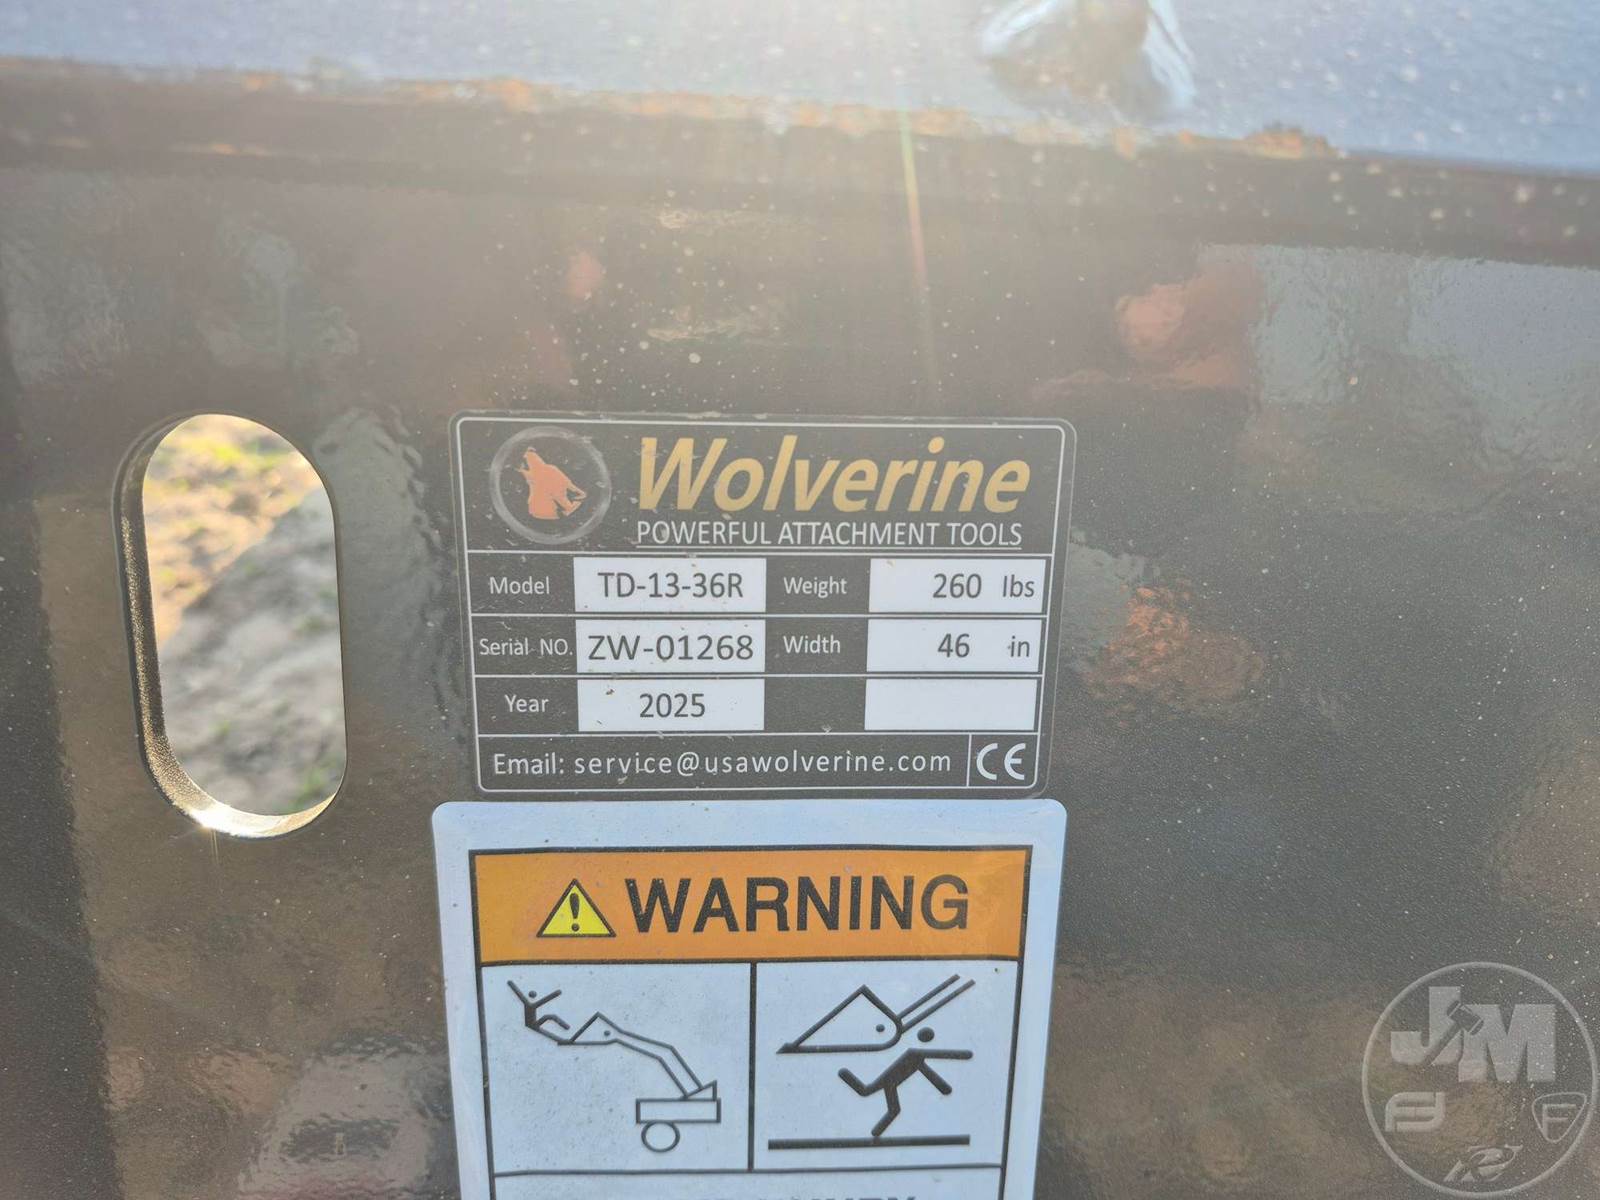 Wolverine
POWERFUL ATTACHMENT TOOLS
Model TD-13-36R Weight 260 lbs
Serial NO. ZW-01268 Width 46 in
Year 2025
Email: service@usawolverine.com CE
WARNING
JM
F